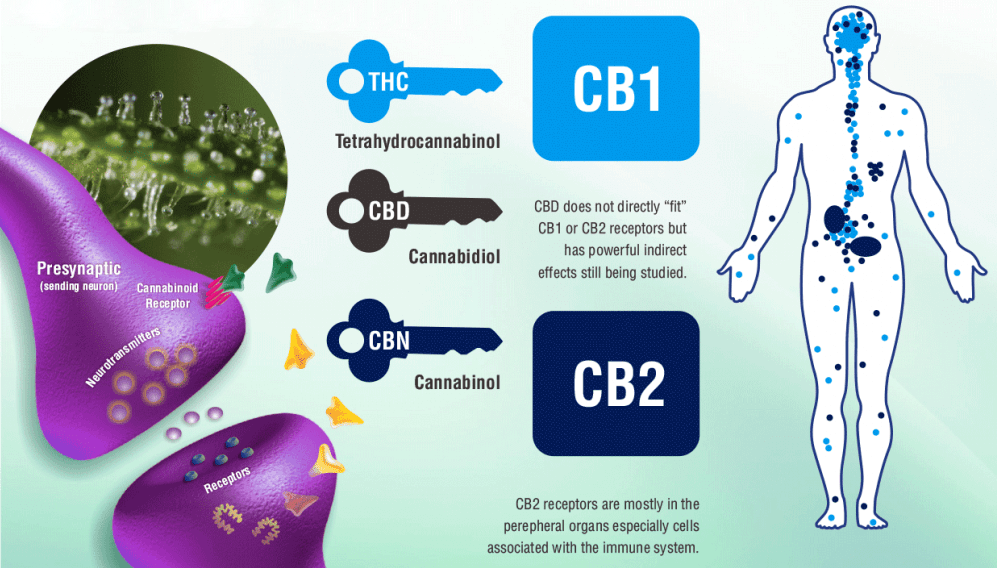 THC
Tetrahydrocannabinol
CB1
CBD
Cannabidiol
CBD does not directly “fit”
CB1 or CB2 receptors but
has powerful indirect
effects still being studied.
Presynaptic
(sending neuron)
Cannabinoid
Receptor
Neurotransmitters
Receptors
CBN
Cannabinol
CB2
CB2 receptors are mostly in the
perepheral organs especially cells
associated with the immune system.